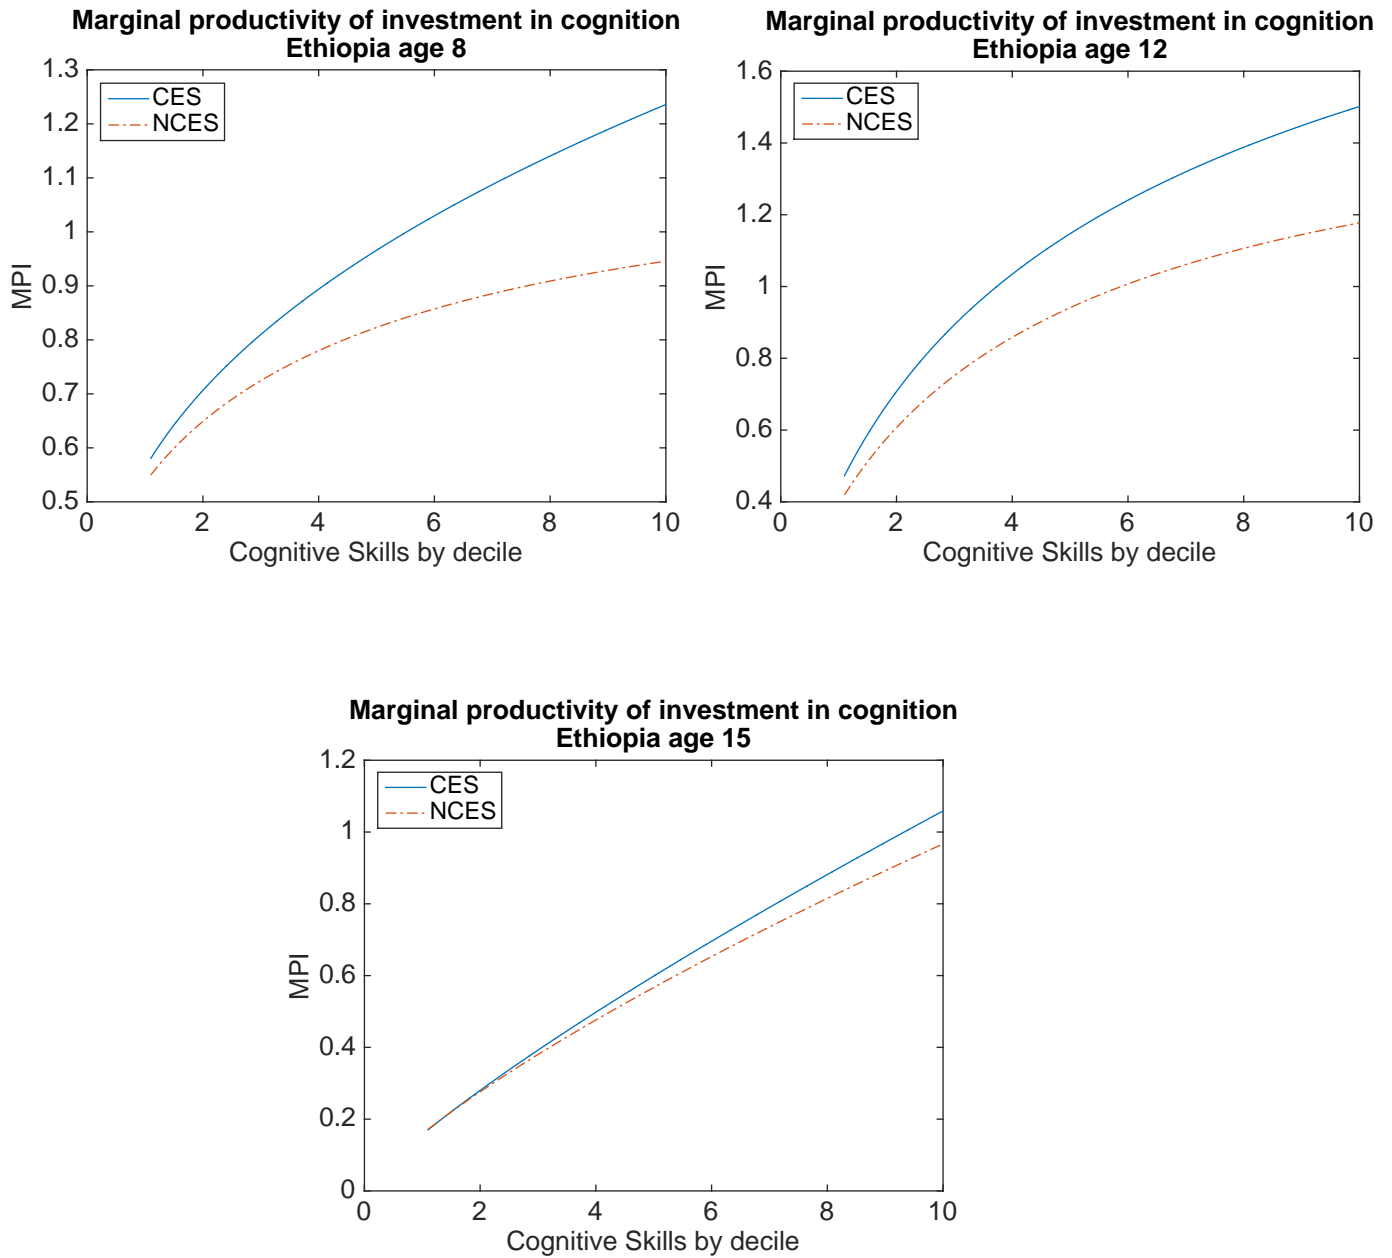 Marginal productivity of investment in cognition
Ethiopia age 8
1.3
1.2
1.1
1
0.9
0.8
0.7
0.6
0.5
MPI
CES
NCES
0 2 4 6 8 10
Cognitive Skills by decile
Marginal productivity of investment in cognition
Ethiopia age 12
1.6
1.4
1.2
1
0.8
0.6
0.4
MPI
CES
NCES
0 2 4 6 8 10
Cognitive Skills by decile
Marginal productivity of investment in cognition
Ethiopia age 15
1.2
1
0.8
0.6
0.4
0.2
0
MPI
CES
NCES
0 2 4 6 8 10
Cognitive Skills by decile